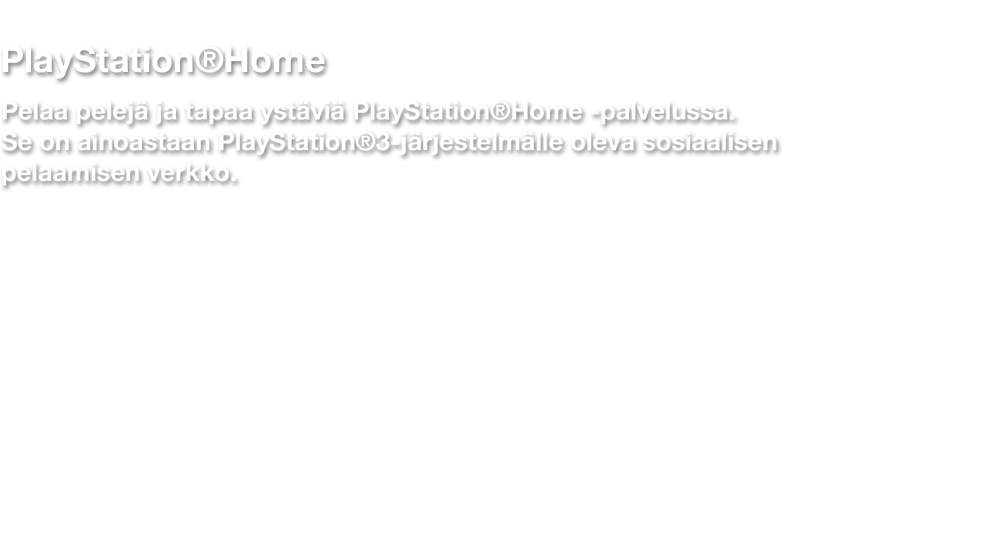 PlayStation®Home
Pelaa pelejä ja tapaa ystäviä PlayStation®Home -palvelussa.
Se on ainoastaan PlayStation®3-järjestelmälle oleva sosiaalisen
pelaamisen verkko.